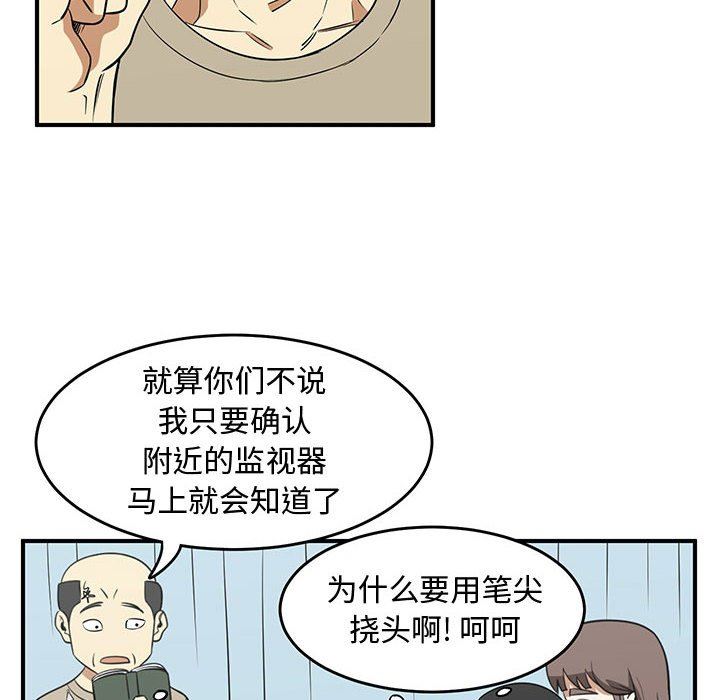 就算你们不说
我只要确认
附近的监视器
马上就会知道了
为什么要用笔尖
挠头啊! 呵呵